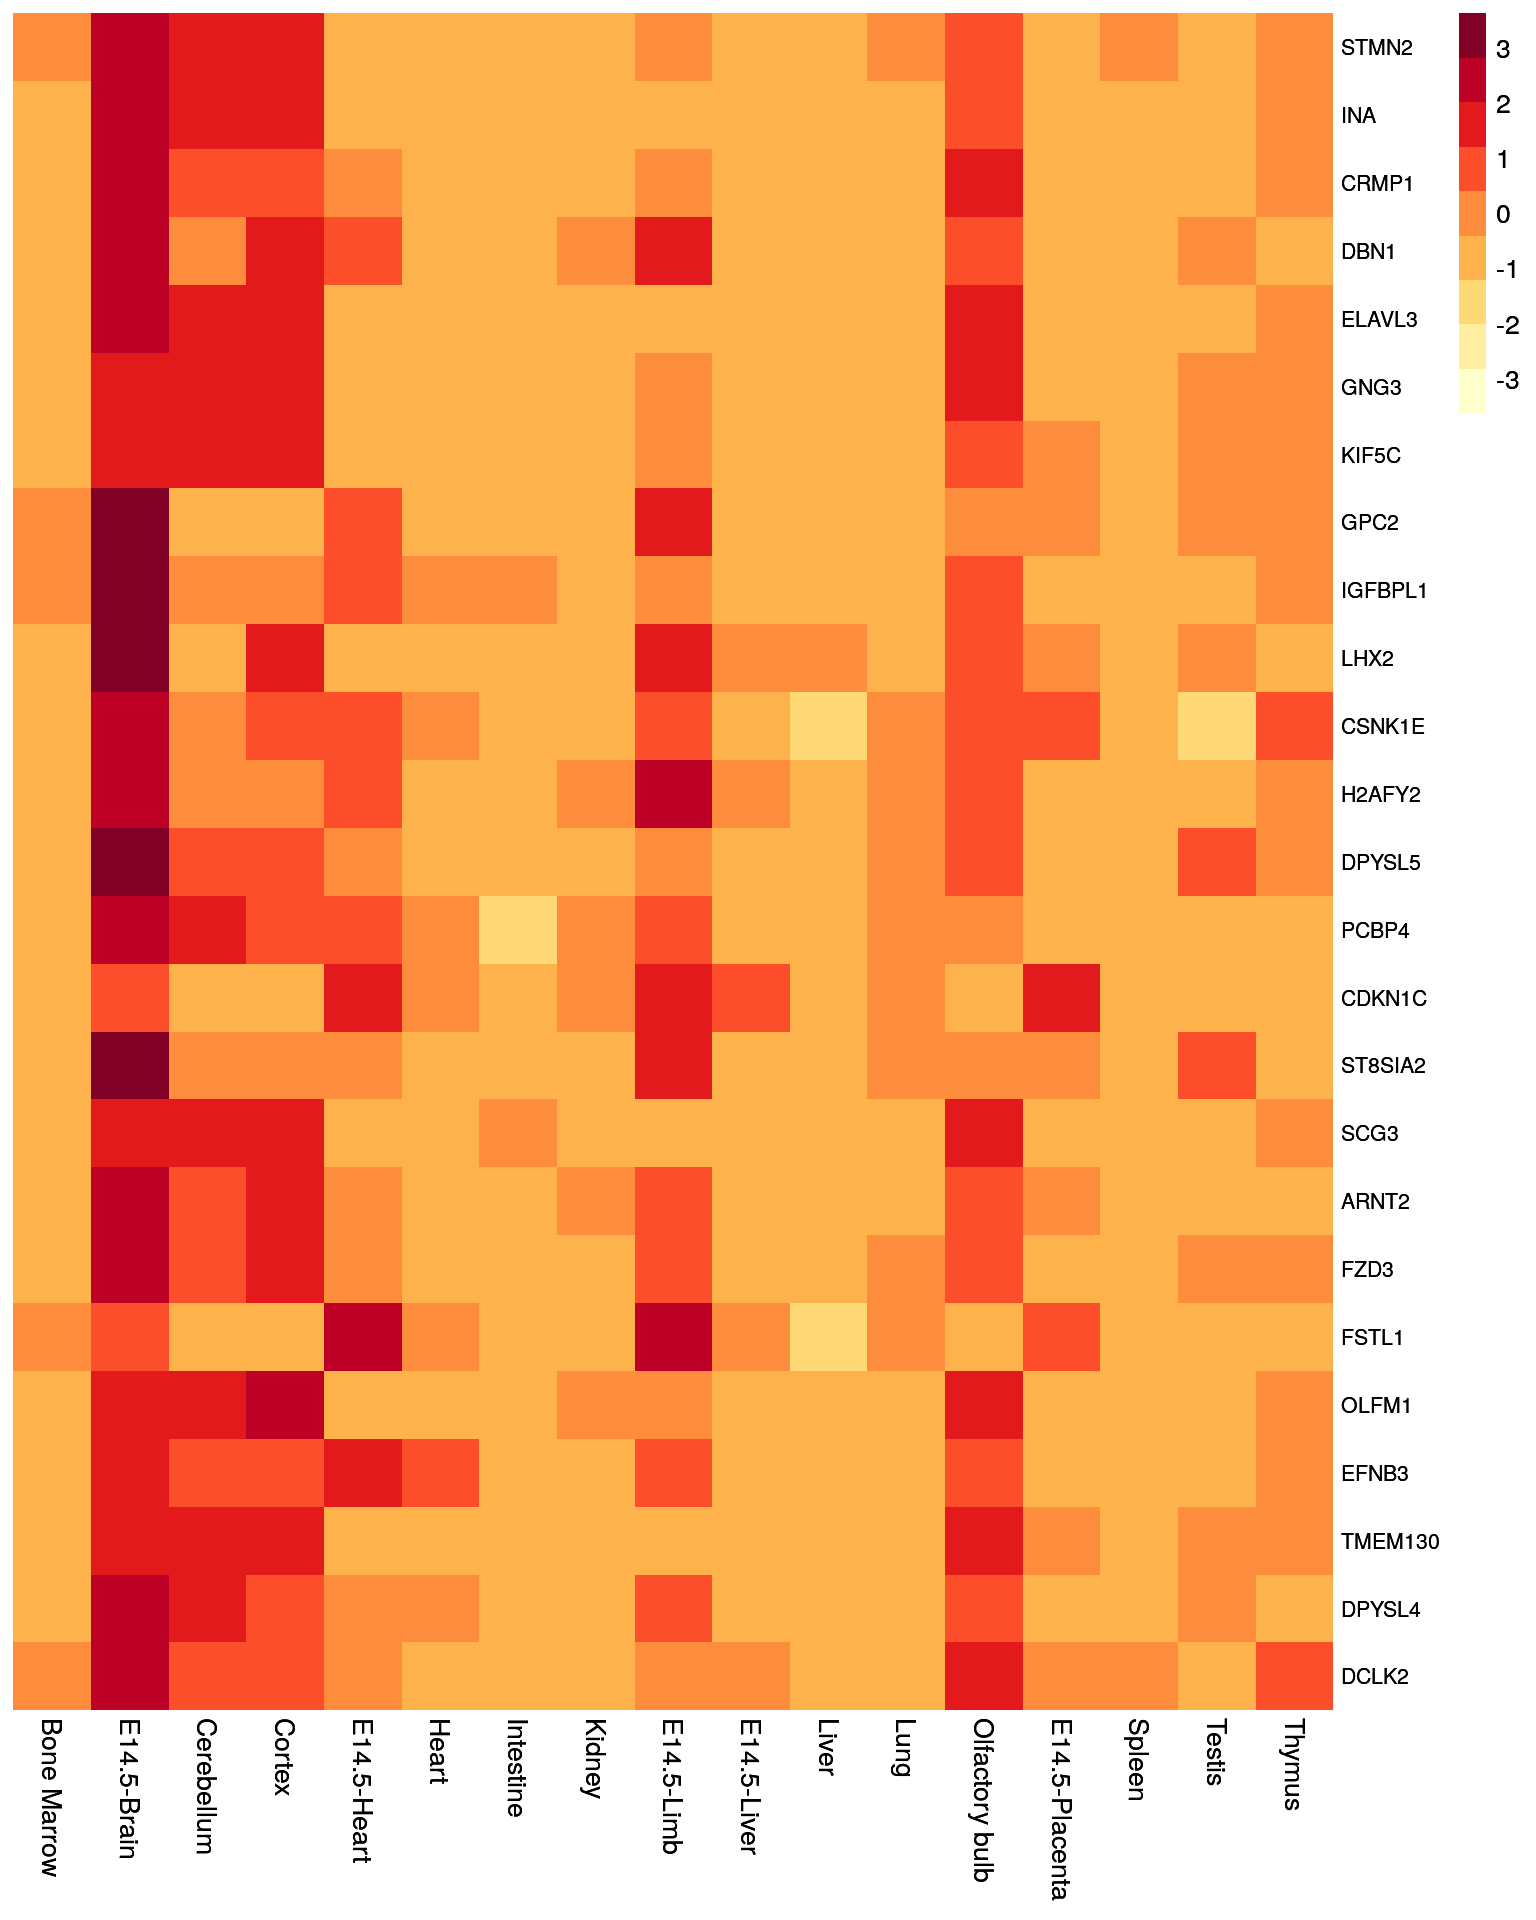 STMN2
INA
CRMP1
DBN1
ELAVL3
GNG3
KIF5C
GPC2
IGFBPL1
LHX2
CSNK1E
H2AFY2
DPYSL5
PCBP4
CDKN1C
ST8SIA2
SCG3
ARNT2
FZD3
FSTL1
OLFM1
EFNB3
TMEM130
DPYSL4
DCLK2
3
2
1
0
-1
-2
-3
Bone Marrow
E14.5-Brain
Cerebellum
Cortex
E14.5-Heart
Heart
Intestine
Kidney
E14.5-Limb
E14.5-Liver
Liver
Lung
Olfactory bulb
E14.5-Placenta
Spleen
Testis
Thymus